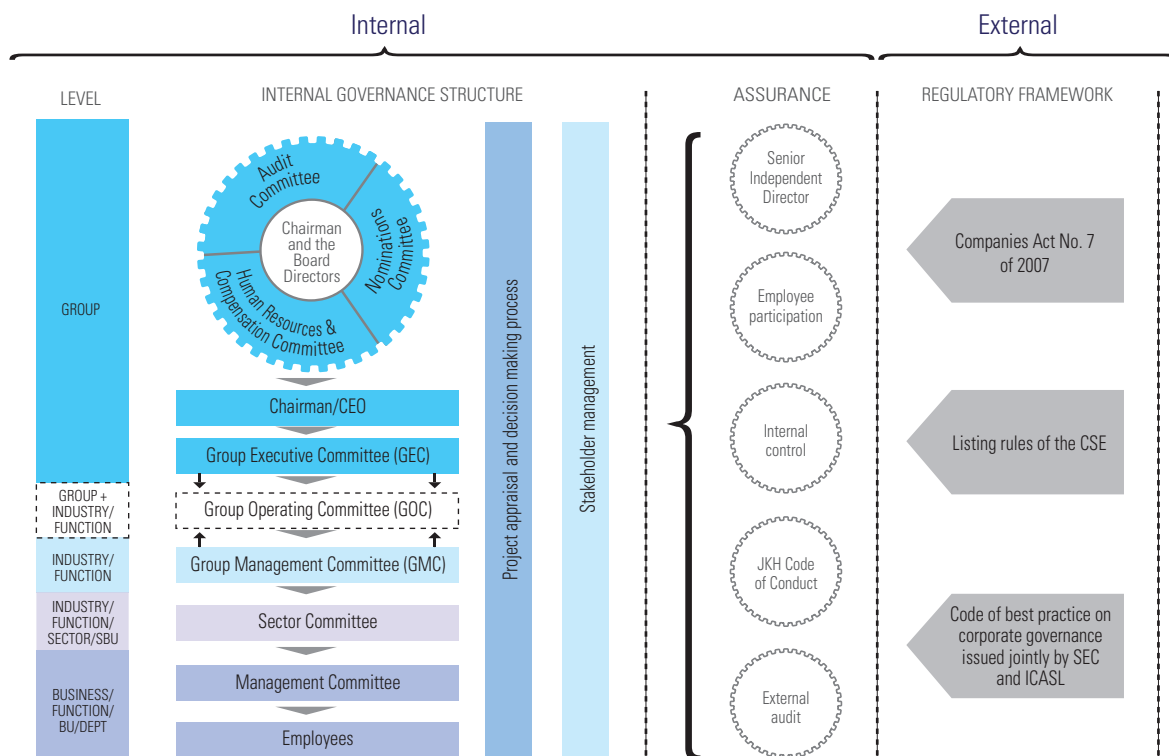 Internal
External
LEVEL
INTERNAL GOVERNANCE STRUCTURE
ASSURANCE
REGULATORY FRAMEWORK
GROUP
GROUP +
INDUSTRY/
FUNCTION
INDUSTRY/
FUNCTION
INDUSTRY/
FUNCTION/
SECTOR/SBU
BUSINESS/
FUNCTION/
BU/DEPT
Audit
Committee
Nominations
Committee
Human Resources &
Compensation Committee
Chairman
and the
Board
Directors
Chairman/CEO
Group Executive Committee (GEC)
Group Operating Committee (GOC)
Group Management Committee (GMC)
Sector Committee
Management Committee
Employees
Project appraisal and decision making process
Stakeholder management
Senior
Independent
Director
Employee
participation
Internal
control
JKH Code
of Conduct
External
audit
Companies Act No. 7
of 2007
Listing rules of the CSE
Code of best practice on
corporate governance
issued jointly by SEC
and ICASL